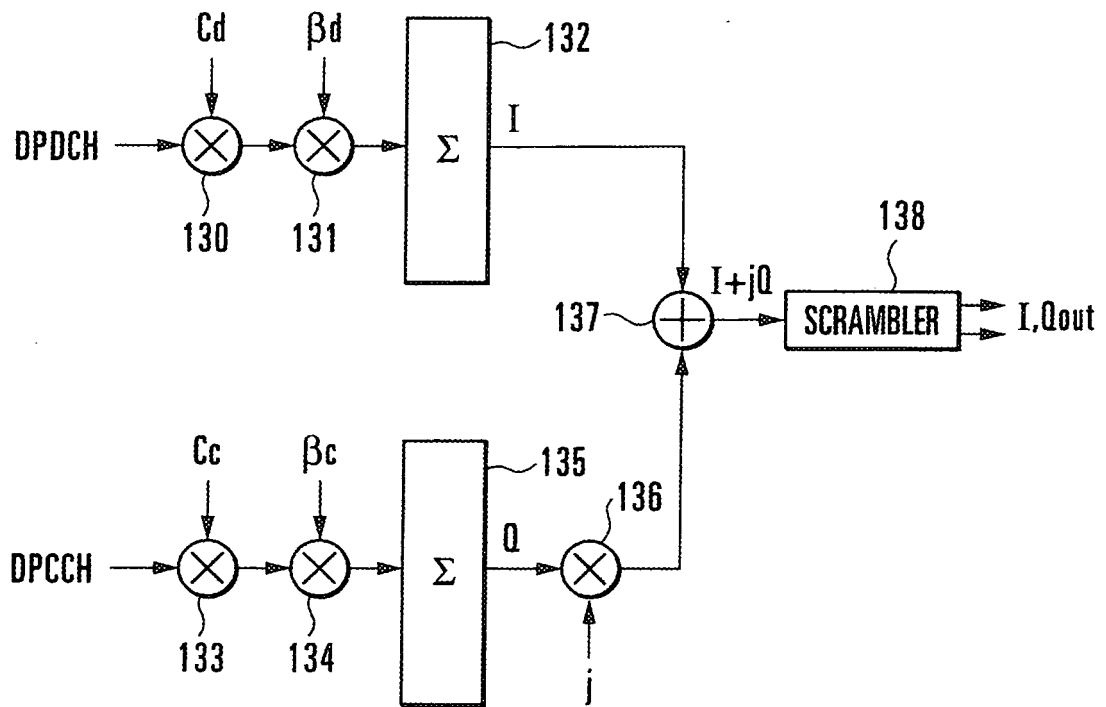 Cd βd 132
DPDCH Σ I
130 131
138
I+jQ
137 SCRAMBLER I,Qout
Cc βc 135
136
DPCCH Σ Q
133 134
j